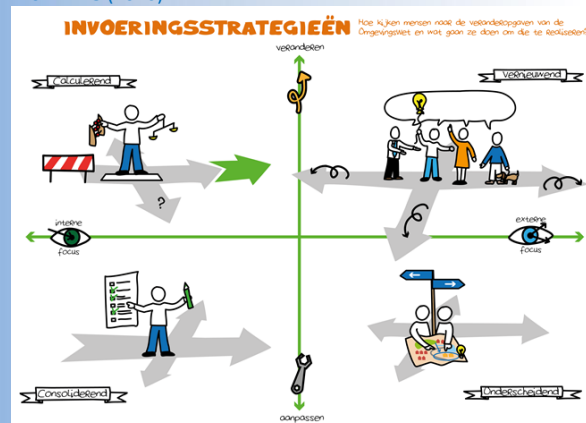 INVOERINGSSTRATEGIEËN
Hoe kijken mensen naar de veranderopgaven van de
Omgevingswet en wat gaan ze doen om die te realiseren?
veranderen
Calculerend
Vernieuwend
?
interne
focus
externe
focus
Consoliderend
Onderscheidend
aanpassen